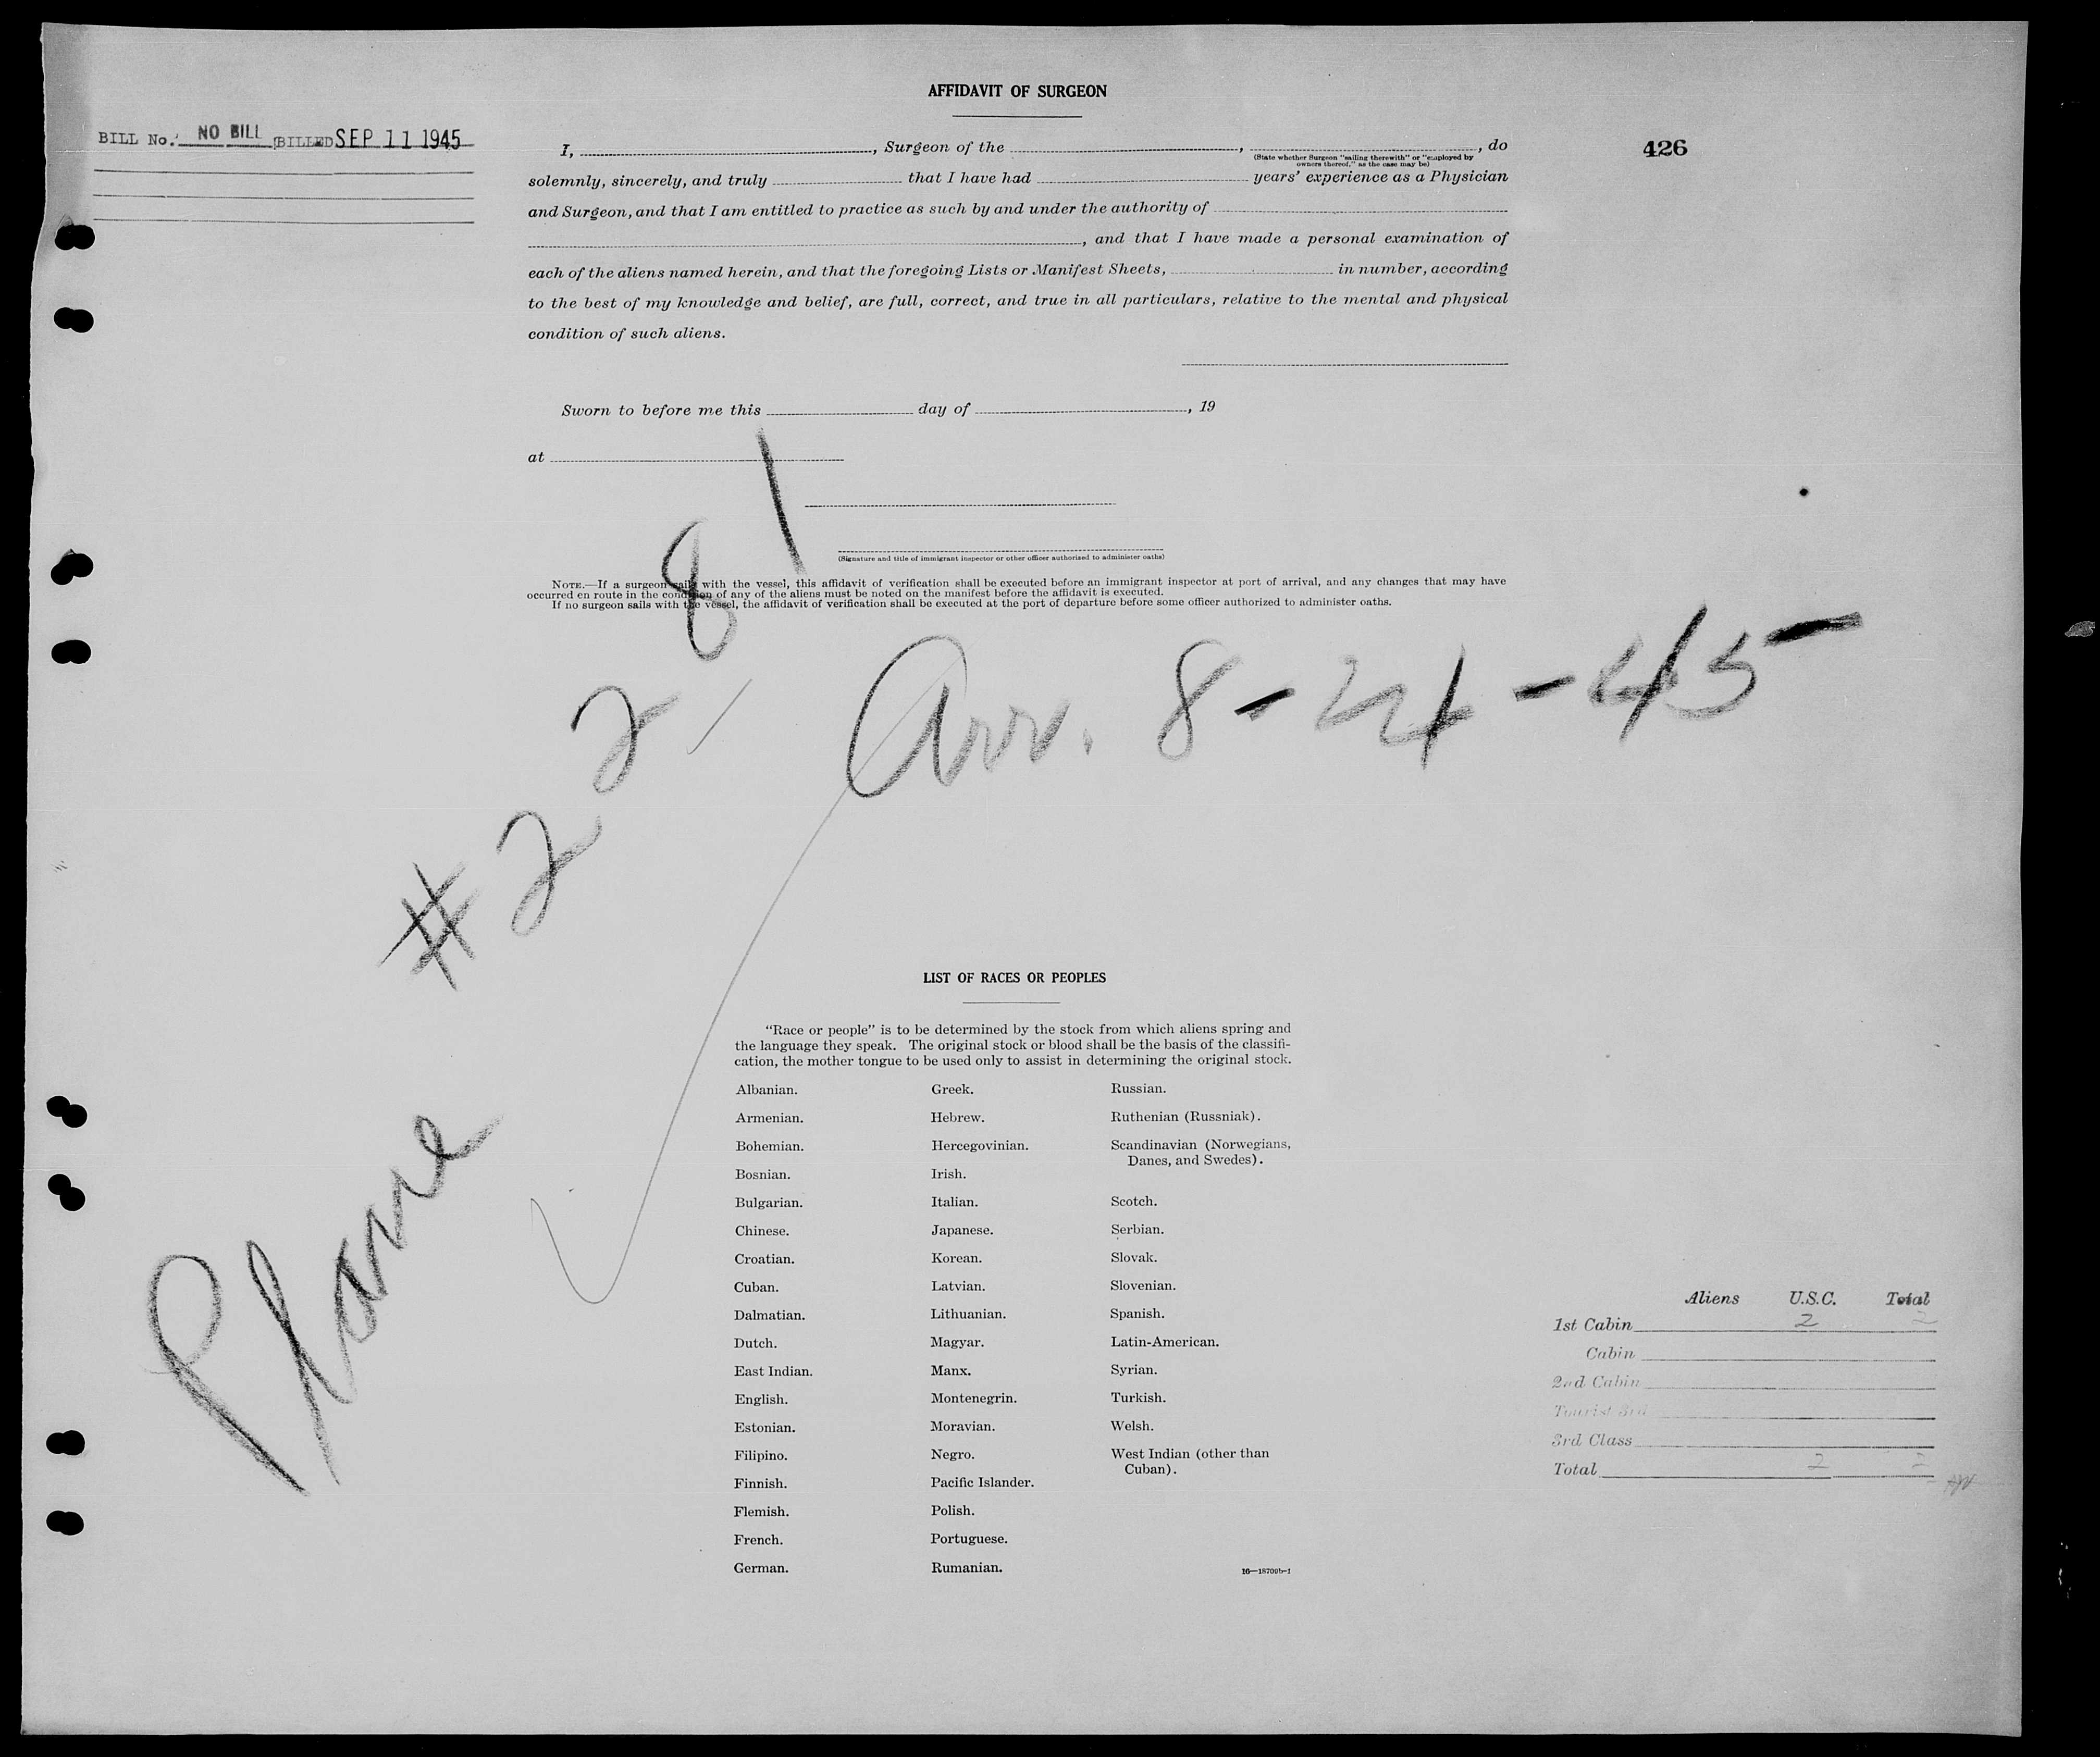 AFFIDAVIT OF SURGEON
BILL No. NO BILL BILLED SEP 11 1945
426
I, , Surgeon of the , , do
(State whether Surgeon "sailing therewith" or "employed by
owners thereof," as the case may be)
solemnly, sincerely, and truly that I have had years' experience as a Physician
and Surgeon, and that I am entitled to practice as such by and under the authority of
, and that I have made a personal examination of
each of the aliens named herein, and that the foregoing Lists or Manifest Sheets, in number, according
to the best of my knowledge and belief, are full, correct, and true in all particulars, relative to the mental and physical
condition of such aliens.
Sworn to before me this day of , 19
at
(Signature and title of immigrant inspector or other officer authorized to administer oaths)
NOTE.—If a surgeon sails with the vessel, this affidavit of verification shall be executed before an immigrant inspector at port of arrival, and any changes that may have
occurred en route in the condition of any of the aliens must be noted on the manifest before the affidavit is executed.
If no surgeon sails with the vessel, the affidavit of verification shall be executed at the port of departure before some officer authorized to administer oaths.
Plane #2281
Arr. 8-24-45
LIST OF RACES OR PEOPLES
"Race or people" is to be determined by the stock from which aliens spring and
the language they speak. The original stock or blood shall be the basis of the classifi-
cation, the mother tongue to be used only to assist in determining the original stock.
Albanian.
Armenian.
Bohemian.
Bosnian.
Bulgarian.
Chinese.
Croatian.
Cuban.
Dalmatian.
Dutch.
East Indian.
English.
Estonian.
Filipino.
Finnish.
Flemish.
French.
German.
Greek.
Hebrew.
Hercegovinian.
Irish.
Italian.
Japanese.
Korean.
Latvian.
Lithuanian.
Magyar.
Manx.
Montenegrin.
Moravian.
Negro.
Pacific Islander.
Polish.
Portuguese.
Rumanian.
Russian.
Ruthenian (Russniak).
Scandinavian (Norwegians,
Danes, and Swedes).
Scotch.
Serbian.
Slovak.
Slovenian.
Spanish.
Latin-American.
Syrian.
Turkish.
Welsh.
West Indian (other than
Cuban).
Aliens U.S.C. Total
1st Cabin 2 2
Cabin
2nd Cabin
Tourist 3rd
3rd Class
Total 2 2